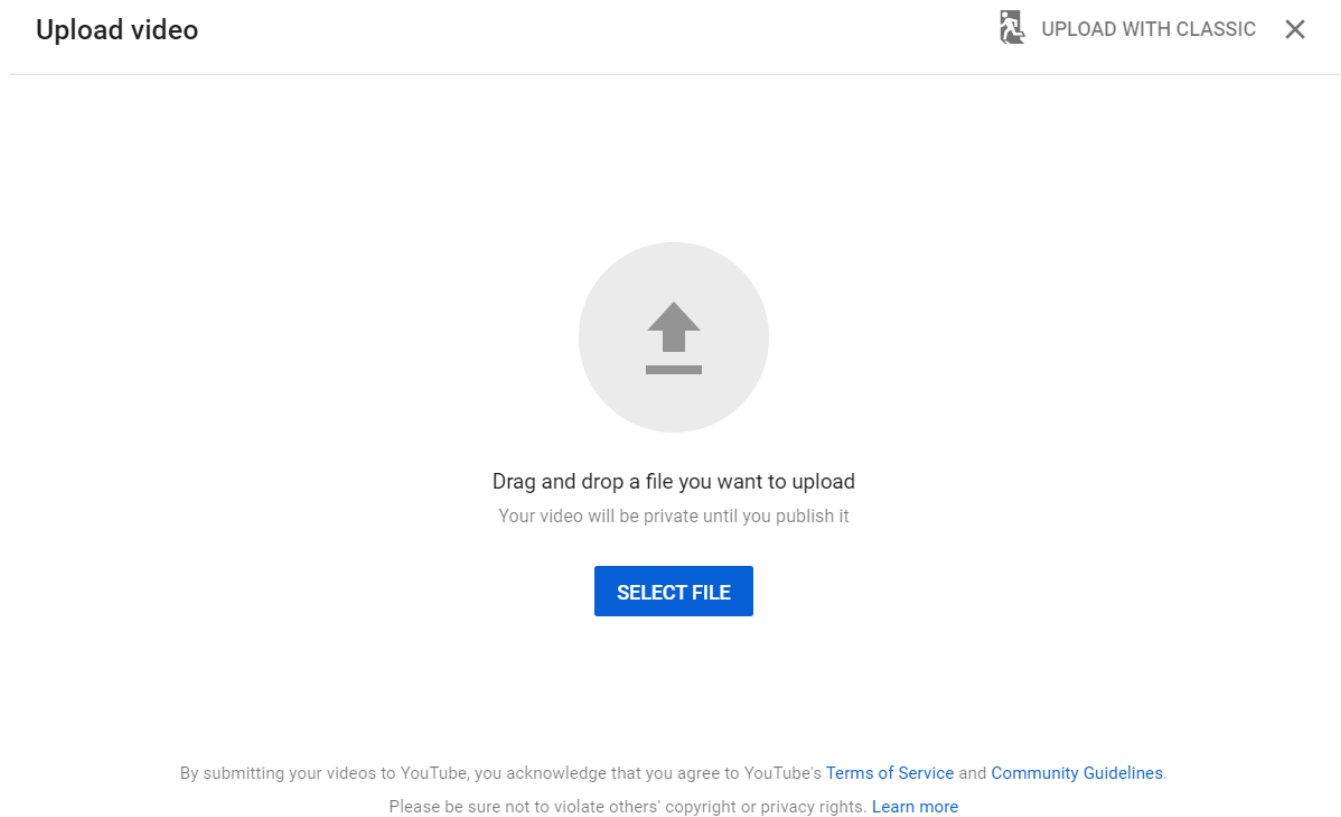 Upload video
UPLOAD WITH CLASSIC
Drag and drop a file you want to upload
Your video will be private until you publish it
SELECT FILE
By submitting your videos to YouTube, you acknowledge that you agree to YouTube's Terms of Service and Community Guidelines.
Please be sure not to violate others' copyright or privacy rights. Learn more